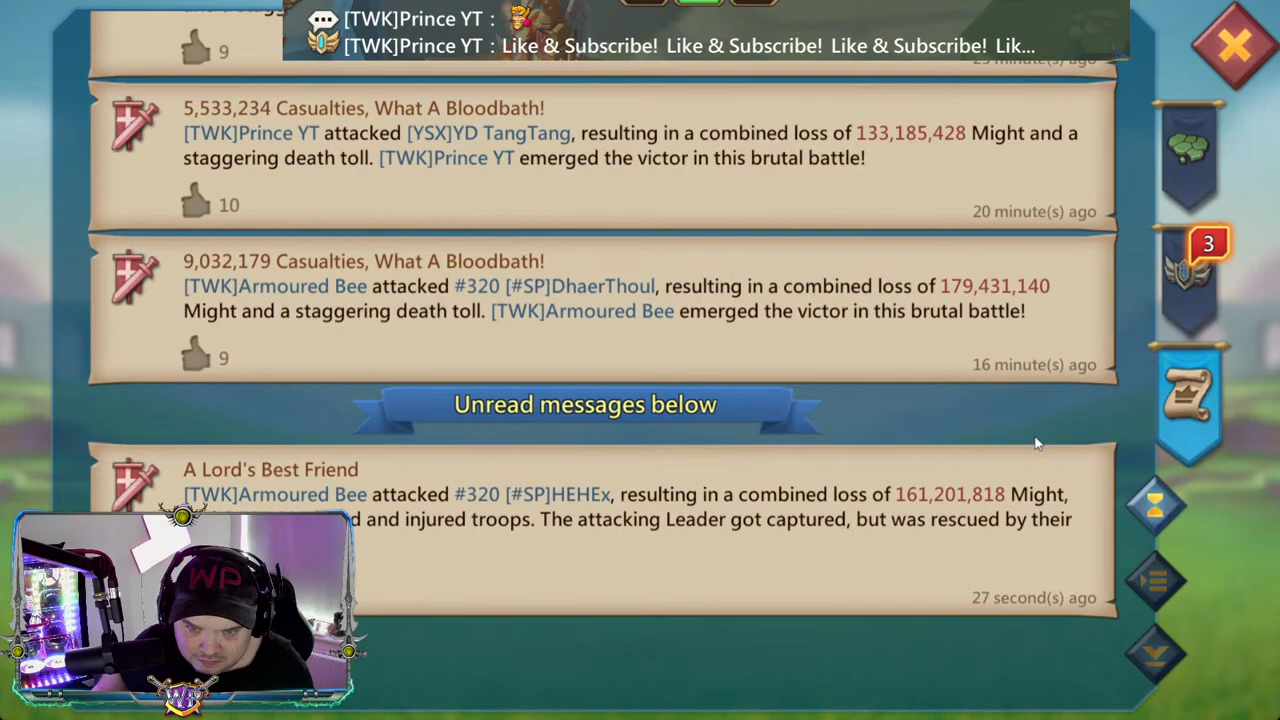 [TWK]Prince YT :
[TWK]Prince YT : Like & Subscribe! Like & Subscribe! Like & Subscribe! Lik...
9
5,533,234 Casualties, What A Bloodbath!
[TWK]Prince YT attacked [YSX]YD TangTang, resulting in a combined loss of 133,185,428 Might and a
staggering death toll. [TWK]Prince YT emerged the victor in this brutal battle!
10
20 minute(s) ago
3
9,032,179 Casualties, What A Bloodbath!
[TWK]Armoured Bee attacked #320 [#SP]DhaerThoul, resulting in a combined loss of 179,431,140
Might and a staggering death toll. [TWK]Armoured Bee emerged the victor in this brutal battle!
9
16 minute(s) ago
Unread messages below
A Lord's Best Friend
[TWK]Armoured Bee attacked #320 [#SP]HEHEx, resulting in a combined loss of 161,201,818 Might,
and injured troops. The attacking Leader got captured, but was rescued by their
27 second(s) ago
WP
WP